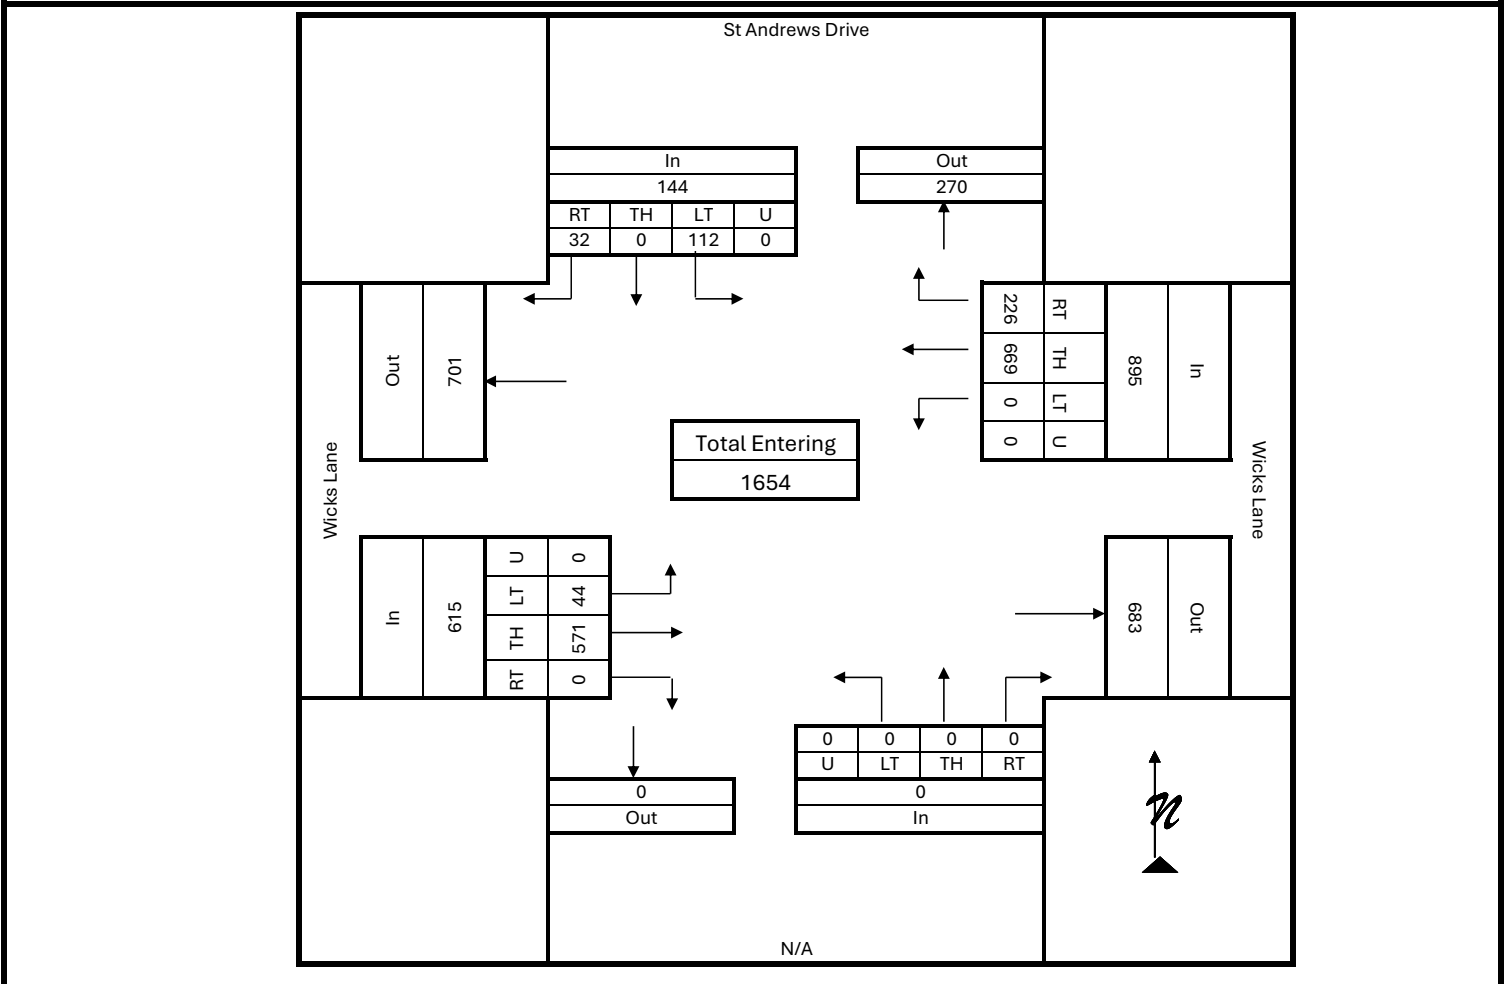 St Andrews Drive
In
144
RT TH LT U
32 0 112 0
Out
270
Out
701
226 RT
669 TH
0 LT
0 U
895
In
Total Entering
1654
Wicks Lane
Wicks Lane
In
615
U 0
LT 44
TH 571
RT 0
683
Out
0 0 0 0
U LT TH RT
0
In
0
Out
N
N/A